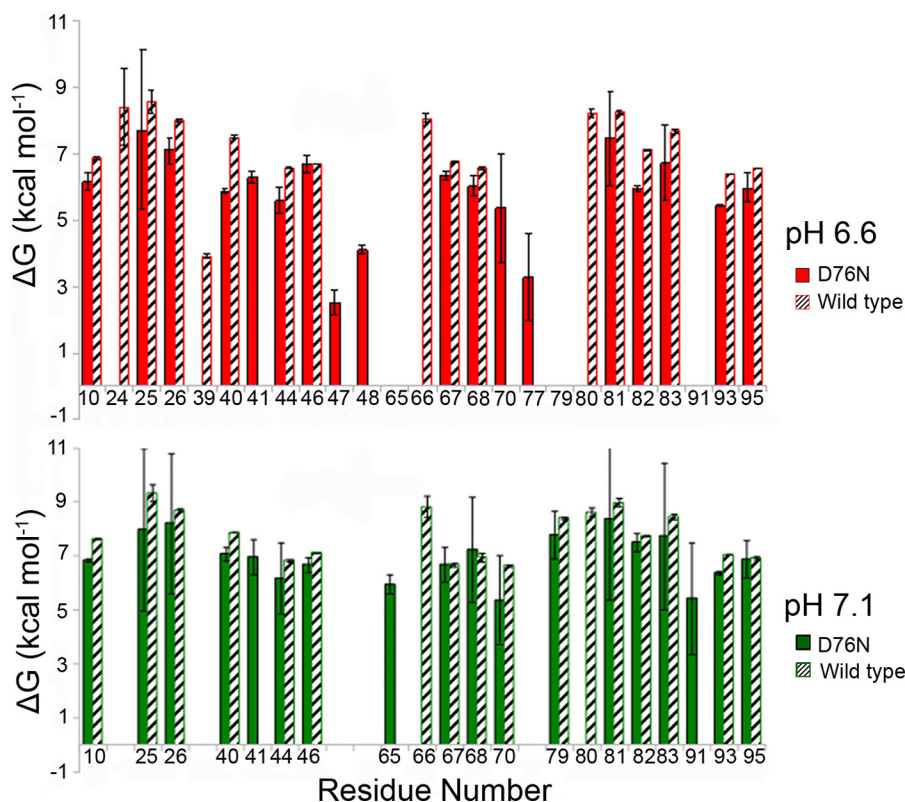 11
9
7
5
3
1
-1
ΔG (kcal mol-1)
10 24 25 26 39 40 41 44 46 47 48 65 66 67 68 70 77 79 80 81 82 83 91 93 95
pH 6.6
D76N
Wild type
11
9
7
5
3
1
-1
ΔG (kcal mol-1)
10 25 26 40 41 44 46 65 66 67 68 70 79 80 81 82 83 91 93 95
pH 7.1
D76N
Wild type
Residue Number